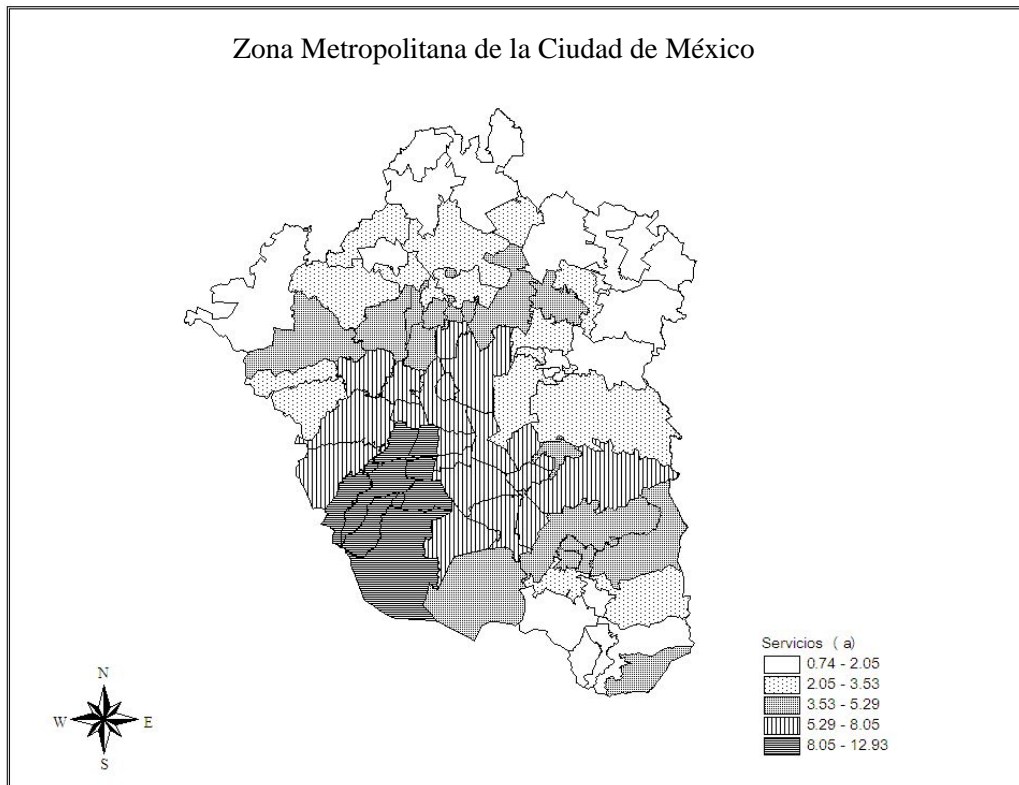 Zona Metropolitana de la Ciudad de México
Servicios ( a)
0.74 - 2.05
2.05 - 3.53
3.53 - 5.29
5.29 - 8.05
8.05 - 12.93
N
W E
S